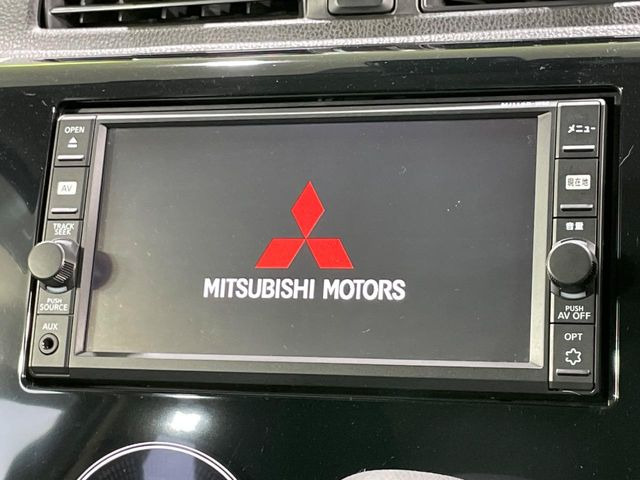 OPEN
AV
TRACK
SEEK
PUSH
SOURCE
AUX
MITSUBISHI MOTORS
メニュー
現在地
音量
PUSH
AV OFF
OPT